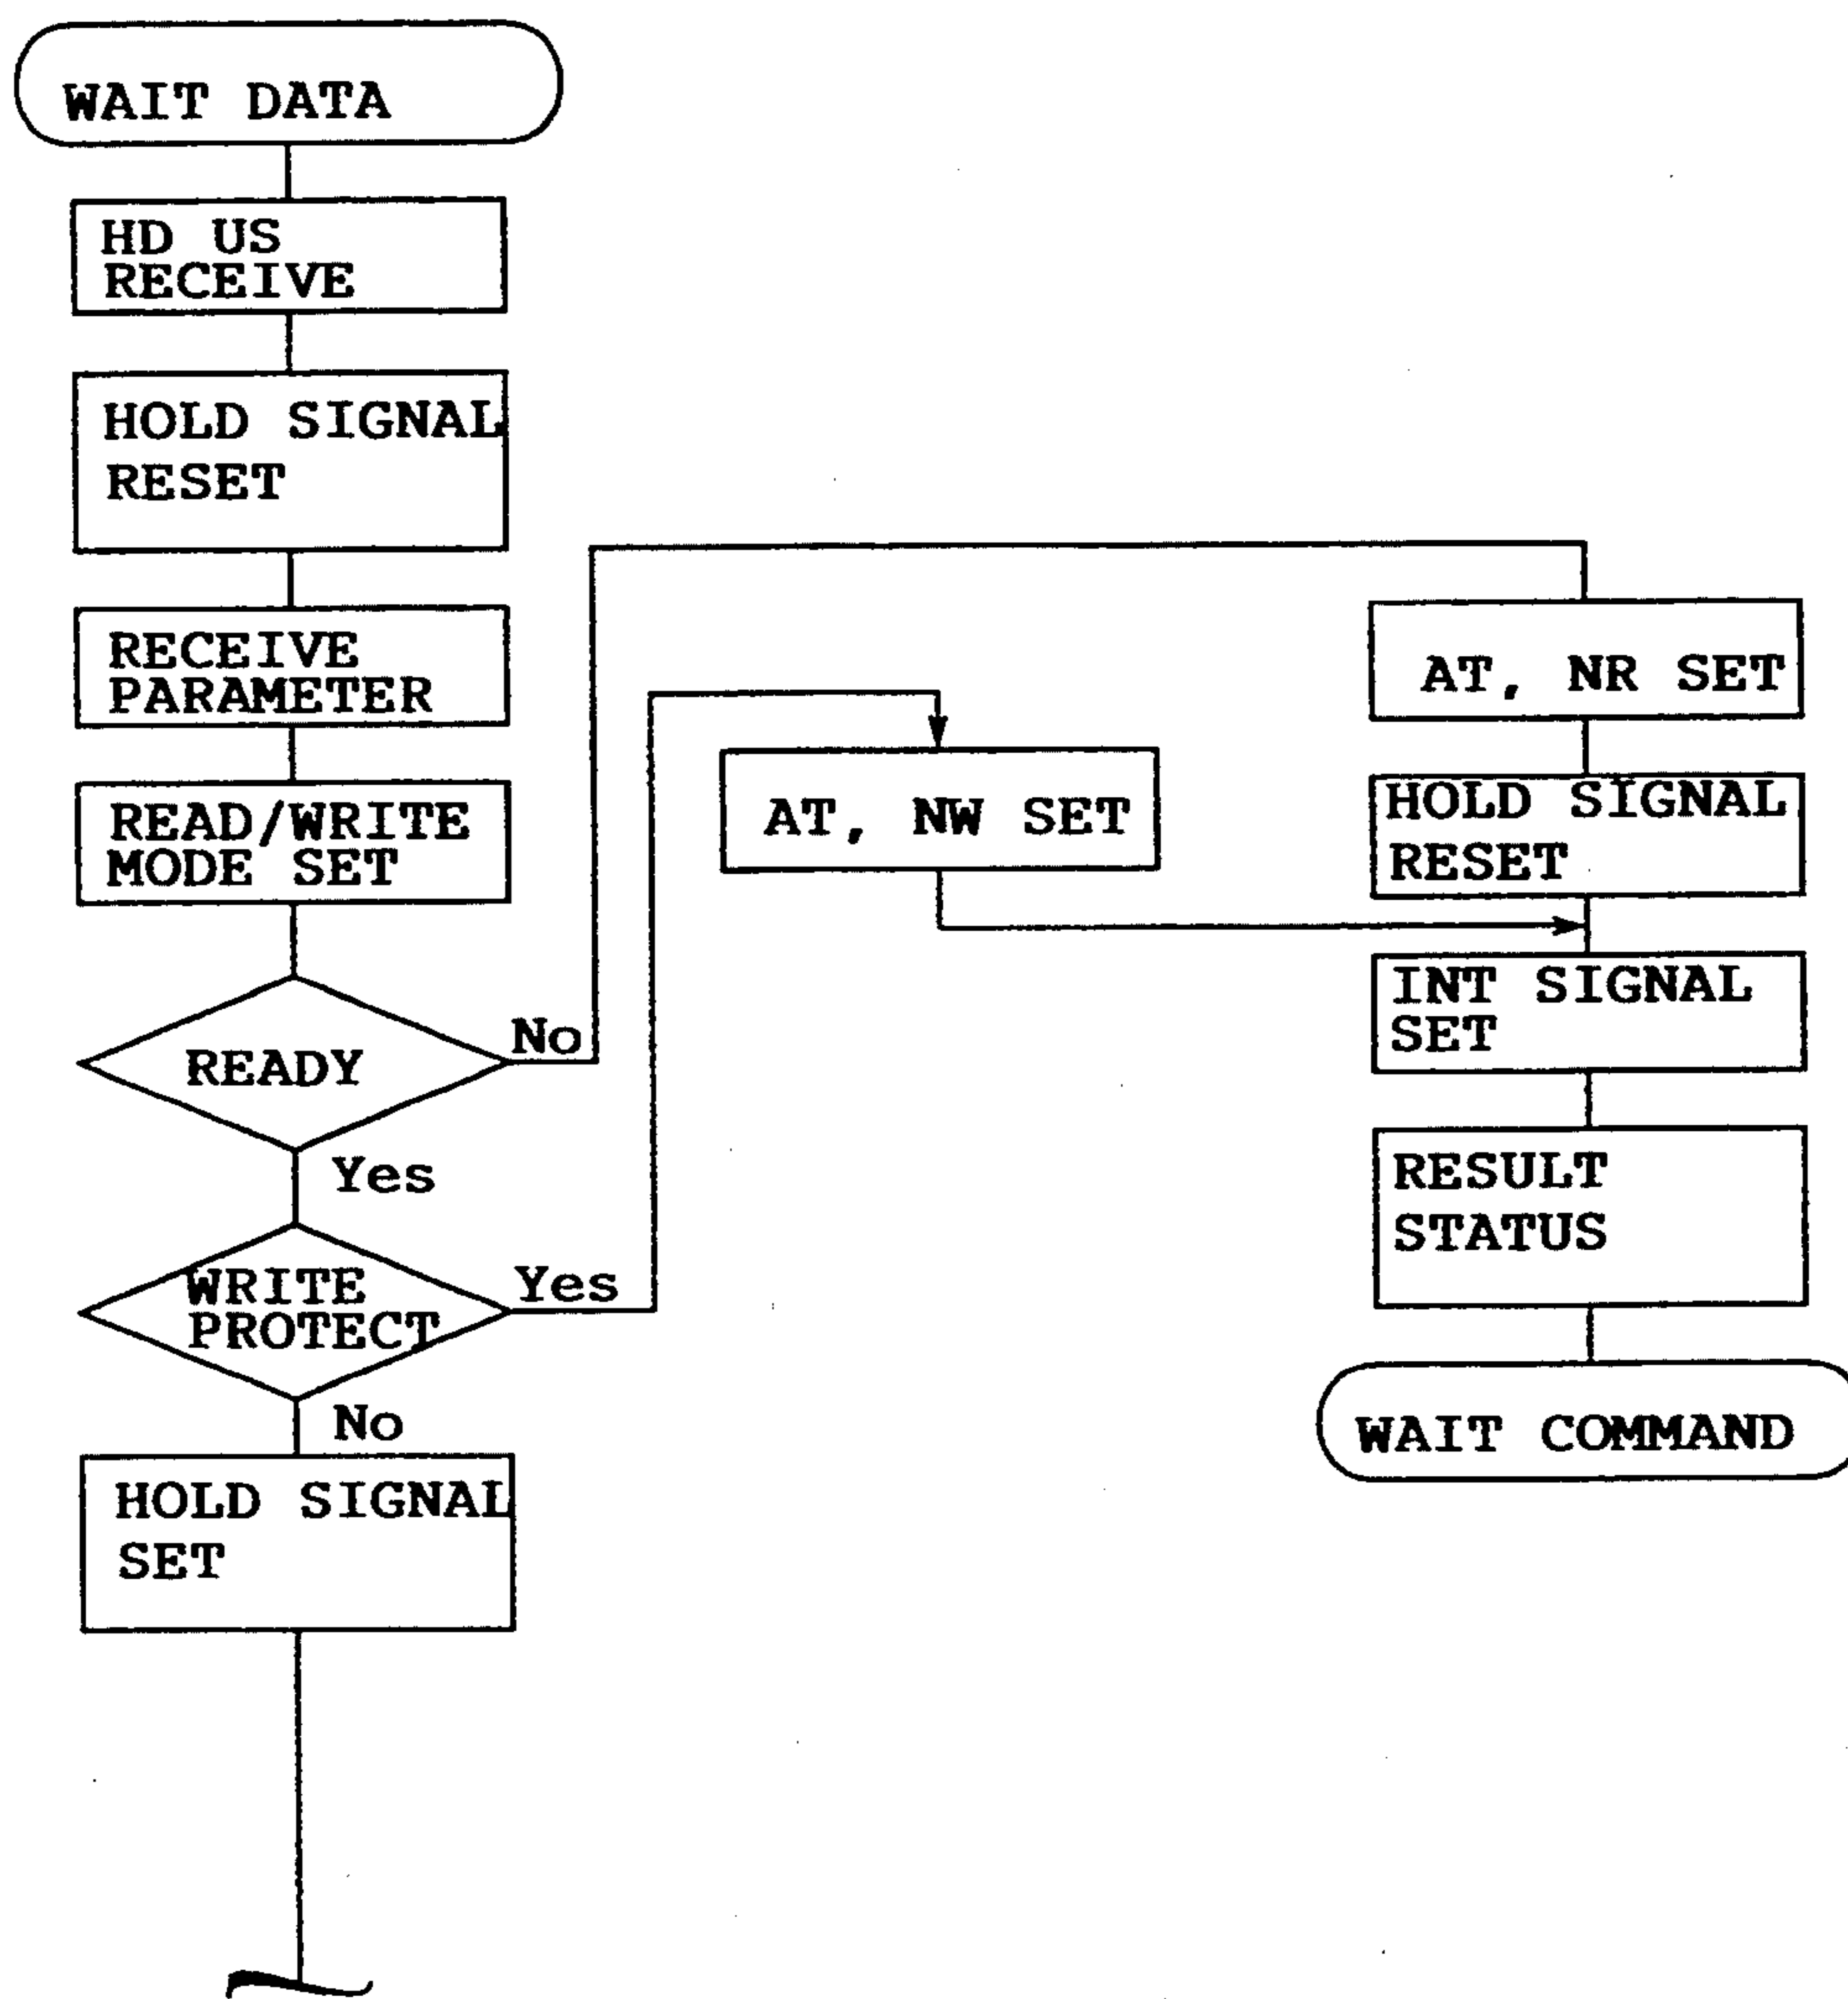 WAIT DATA
HD US
RECEIVE
HOLD SIGNAL
RESET
RECEIVE
PARAMETER
READ/WRITE
MODE SET
READY
No
Yes
WRITE
PROTECT
Yes
No
HOLD SIGNAL
SET
AT, NW SET
AT, NR SET
HOLD SIGNAL
RESET
INT SIGNAL
SET
RESULT
STATUS
WAIT COMMAND